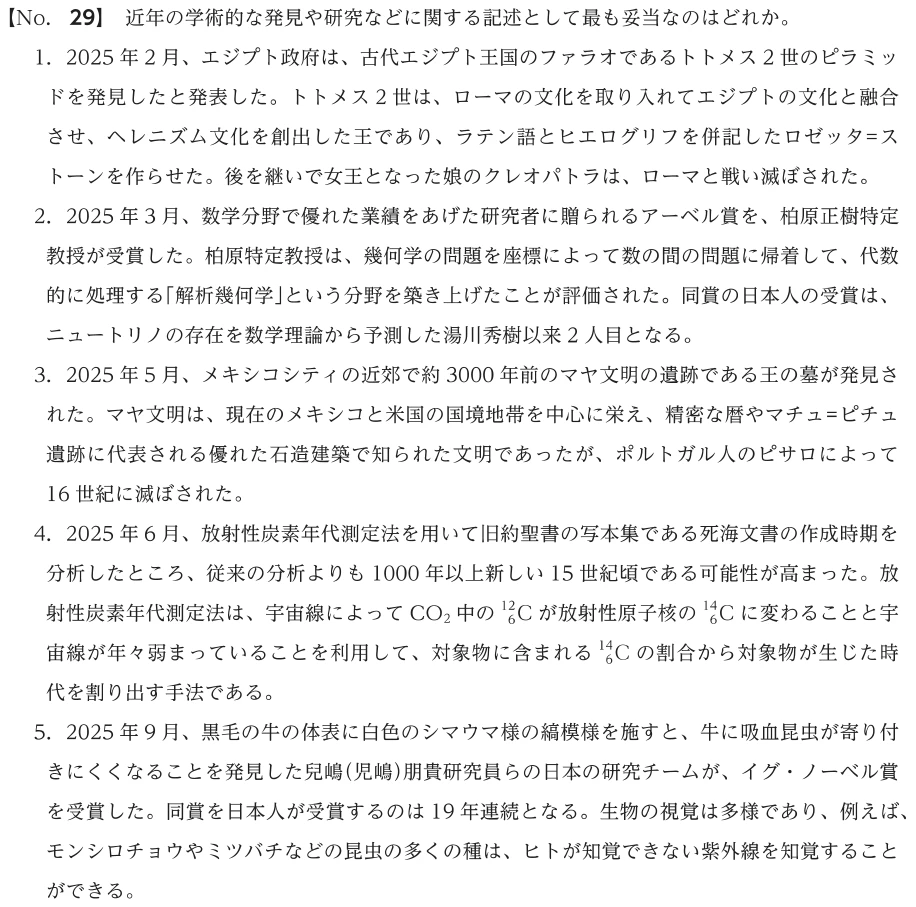 【No. 29】 近年の学術的な発見や研究などに関する記述として最も妥当なのはどれか。
1. 2025年2月、エジプト政府は、古代エジプト王国のファラオであるトトメス2世のピラミッ
ドを発見したと発表した。トトメス2世は、ローマの文化を取り入れてエジプトの文化と融合
させ、ヘレニズム文化を創出した王であり、ラテン語とヒエログリフを併記したロゼッタ=ス
トーンを作らせた。後を継いで女王となった娘のクレオパトラは、ローマと戦い滅ぼされた。
2. 2025年3月、数学分野で優れた業績をあげた研究者に贈られるアーベル賞を、柏原正樹特定
教授が受賞した。柏原特定教授は、幾何学の問題を座標によって数の間の問題に帰着して、代数
的に処理する「解析幾何学」という分野を築き上げたことが評価された。同賞の日本人の受賞は、
ニュートリノの存在を数学理論から予測した湯川秀樹以来2人目となる。
3. 2025年5月、メキシコシティの近郊で約3000年前のマヤ文明の遺跡である王の墓が発見さ
れた。マヤ文明は、現在のメキシコと米国の国境地帯を中心に栄え、精密な暦やマチュ=ピチュ
遺跡に代表される優れた石造建築で知られた文明であったが、ポルトガル人のピサロによって
16世紀に滅ぼされた。
4. 2025年6月、放射性炭素年代測定法を用いて旧約聖書の写本集である死海文書の作成時期を
分析したところ、従来の分析よりも1000年以上新しい15世紀頃である可能性が高まった。放
射性炭素年代測定法は、宇宙線によってCO₂中の ¹²₆C が放射性原子核の ¹⁴₆C に変わることと宇
宙線が年々弱まっていることを利用して、対象物に含まれる ¹⁴₆C の割合から対象物が生じた時
代を割り出す手法である。
5. 2025年9月、黒毛の牛の体表に白色のシマウマ様の縞模様を施すと、牛に吸血昆虫が寄り付
きにくくなることを発見した兒嶋(児嶋)朋貴研究員らの日本の研究チームが、イグ・ノーベル賞
を受賞した。同賞を日本人が受賞するのは19年連続となる。生物の視覚は多様であり、例えば、
モンシロチョウやミツバチなどの昆虫の多くの種は、ヒトが知覚できない紫外線を知覚すること
ができる。